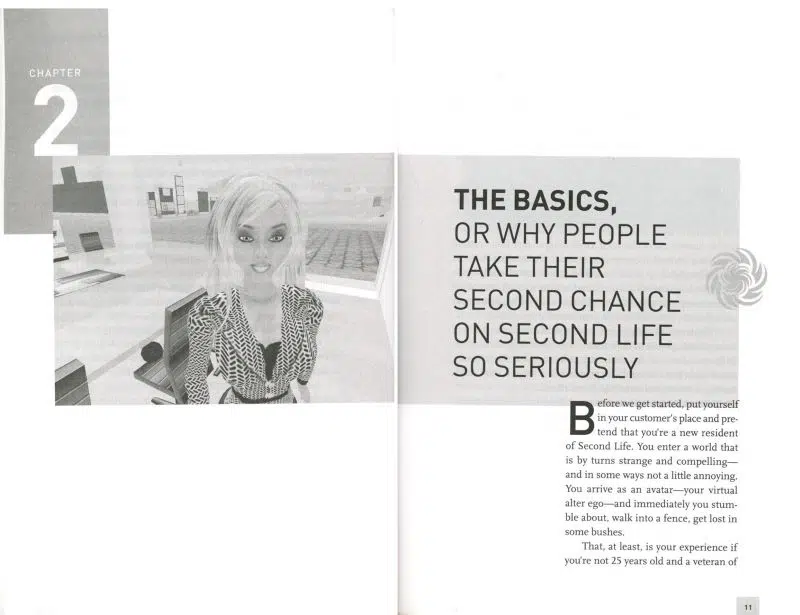 CHAPTER
2
THE BASICS,
OR WHY PEOPLE
TAKE THEIR
SECOND CHANCE
ON SECOND LIFE
SO SERIOUSLY
Before we get started, put yourself
in your customer's place and pre-
tend that you're a new resident
of Second Life. You enter a world that
is by turns strange and compelling—
and in some ways not a little annoying.
You arrive as an avatar—your virtual
alter ego—and immediately you stum-
ble about, walk into a fence, get lost in
some bushes.
That, at least, is your experience if
you're not 25 years old and a veteran of
11